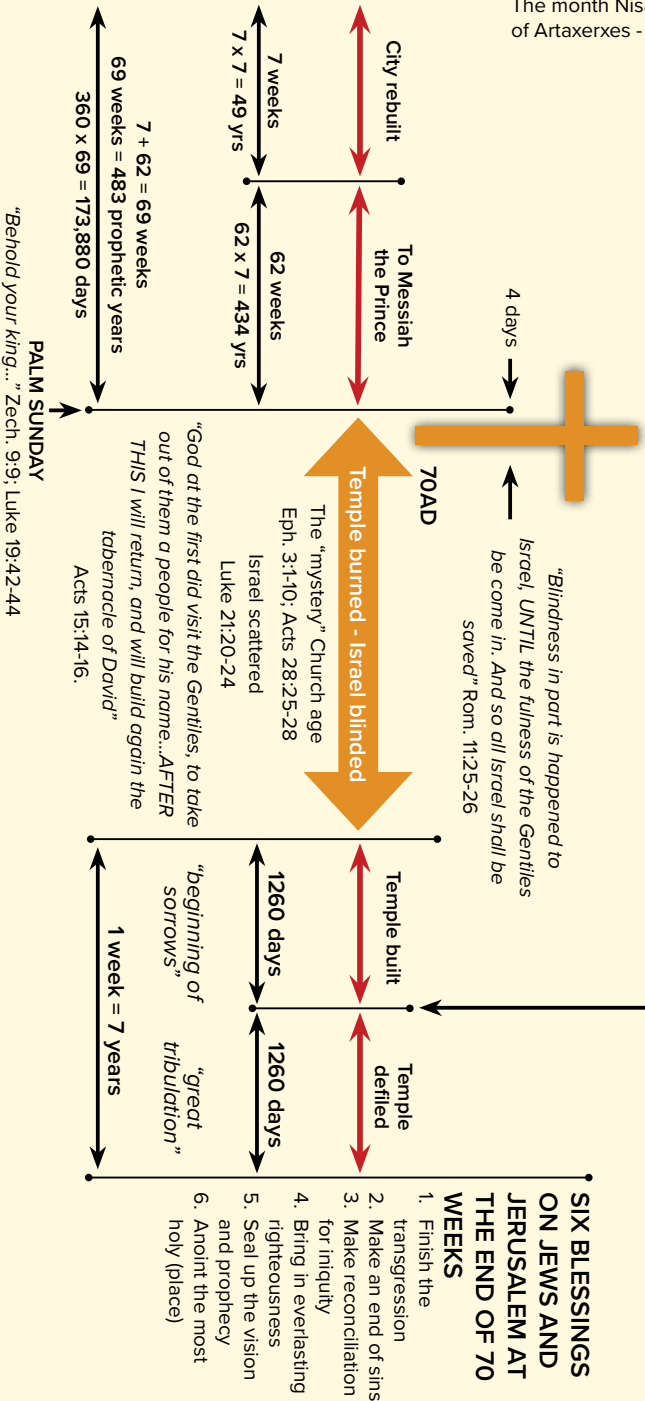 The month Nisa
of Artaxerxes -
City rebuilt
7 weeks
7 x 7 = 49 yrs
To Messiah
the Prince
62 weeks
62 x 7 = 434 yrs
7 + 62 = 69 weeks
69 weeks = 483 prophetic years
360 x 69 = 173,880 days
PALM SUNDAY
"Behold your king..." Zech. 9:9; Luke 19:42-44
4 days
"Blindness in part is happened to
Israel, UNTIL the fulness of the Gentiles
be come in. And so all Israel shall be
saved" Rom. 11:25-26
70AD
Temple burned - Israel blinded
The "mystery" Church age
Eph. 3:1-10; Acts 28:25-28
Israel scattered
Luke 21:20-24
"God at the first did visit the Gentiles, to take
out of them a people for his name...AFTER
THIS I will return, and will build again the
tabernacle of David"
Acts 15:14-16.
Temple built
1260 days
"beginning of
sorrows"
Temple
defiled
1260 days
"great
tribulation"
1 week = 7 years
SIX BLESSINGS
ON JEWS AND
JERUSALEM AT
THE END OF 70
WEEKS
1. Finish the
transgression
2. Make an end of sins
3. Make reconciliation
for iniquity
4. Bring in everlasting
righteousness
5. Seal up the vision
and prophecy
6. Anoint the most
holy (place)